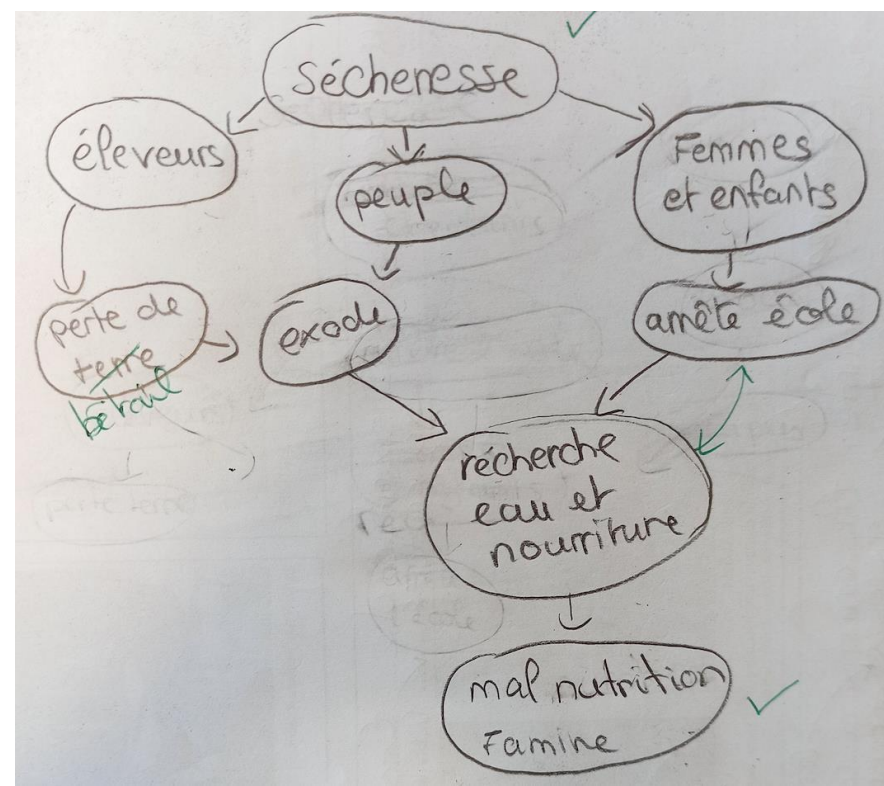 sécheresse
éleveurs
peuple
Femmes
et enfants
perte de
terre
bétail
exode
arrête école
recherche
eau et
nourriture
mal nutrition
Famine